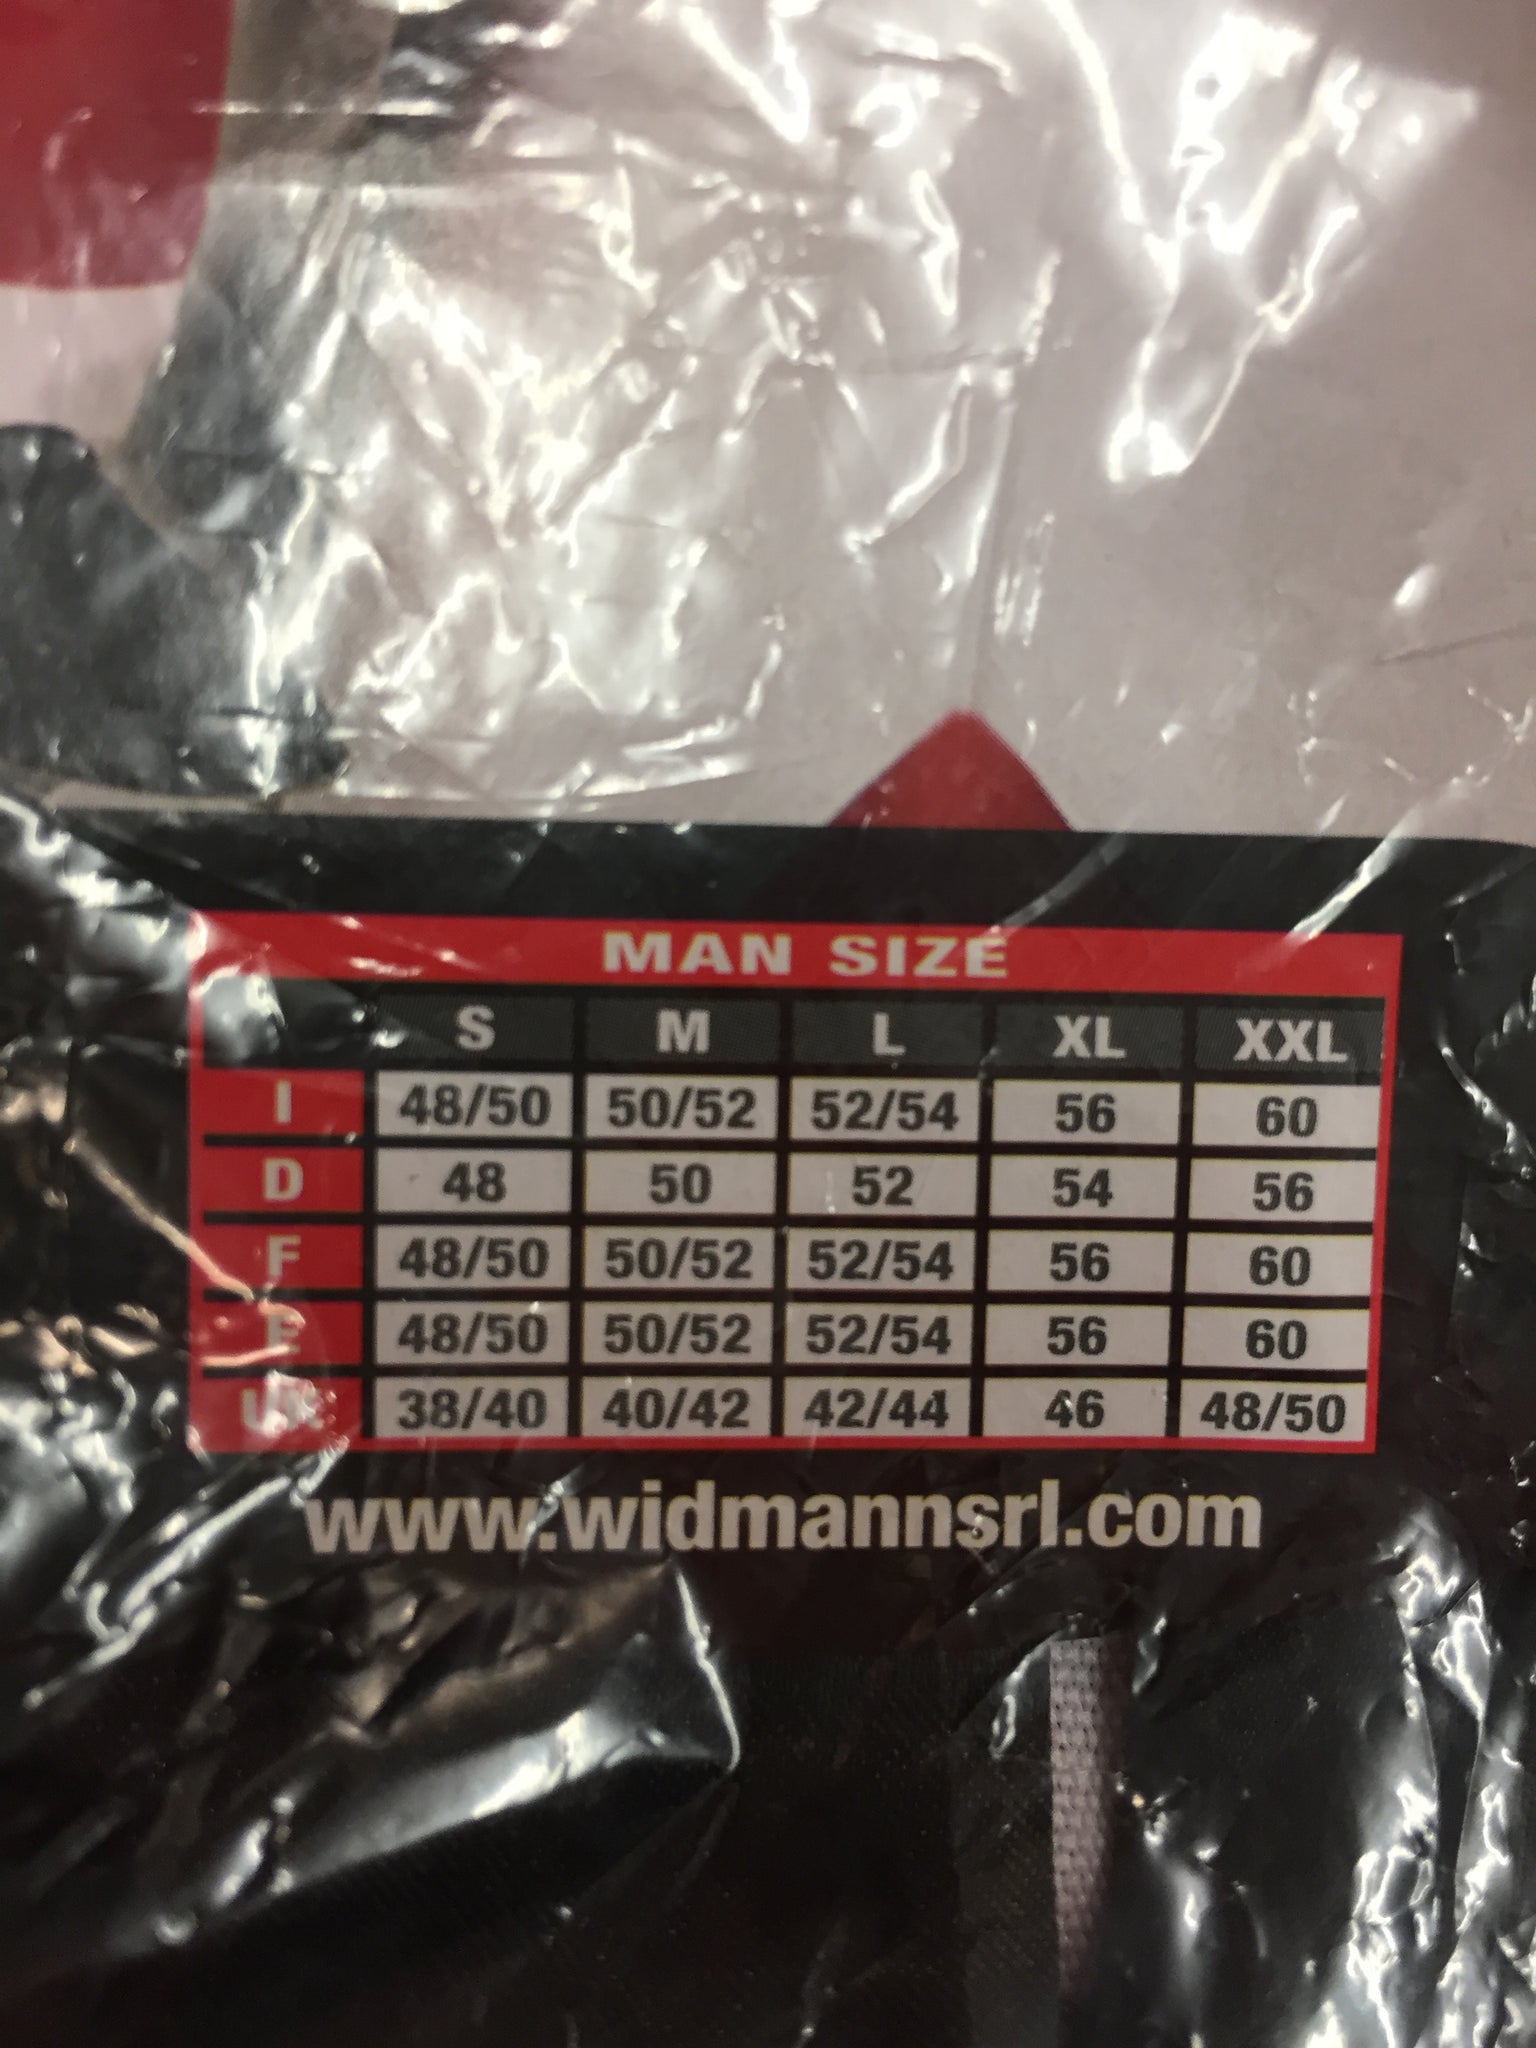 MAN SIZE
S M L XL XXL
I 48/50 50/52 52/54 56 60
D 48 50 52 54 56
F 48/50 50/52 52/54 56 60
E 48/50 50/52 52/54 56 60
UK 38/40 40/42 42/44 46 48/50
www.widmannsrl.com